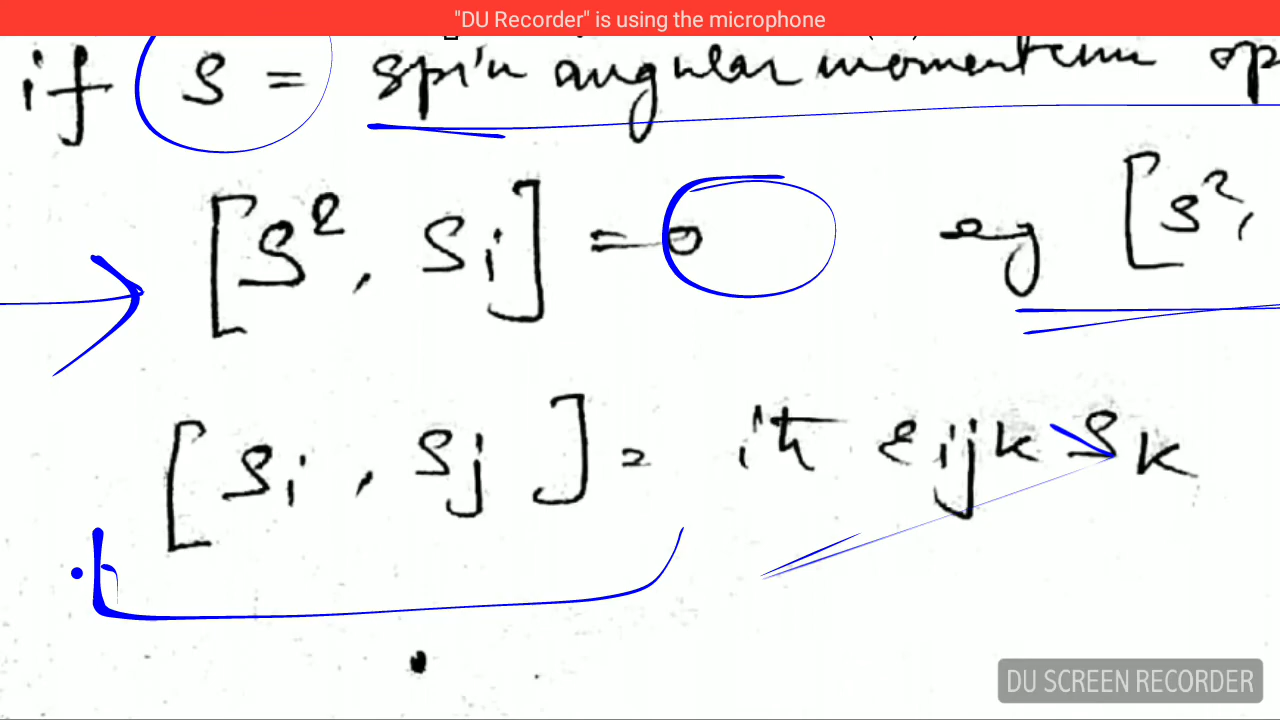 "DU Recorder" is using the microphone
if S = spin angular momentum op
[S², Si] = 0 eg [S²,
[Si, Sj] = iħ εijk Sk
DU SCREEN RECORDER